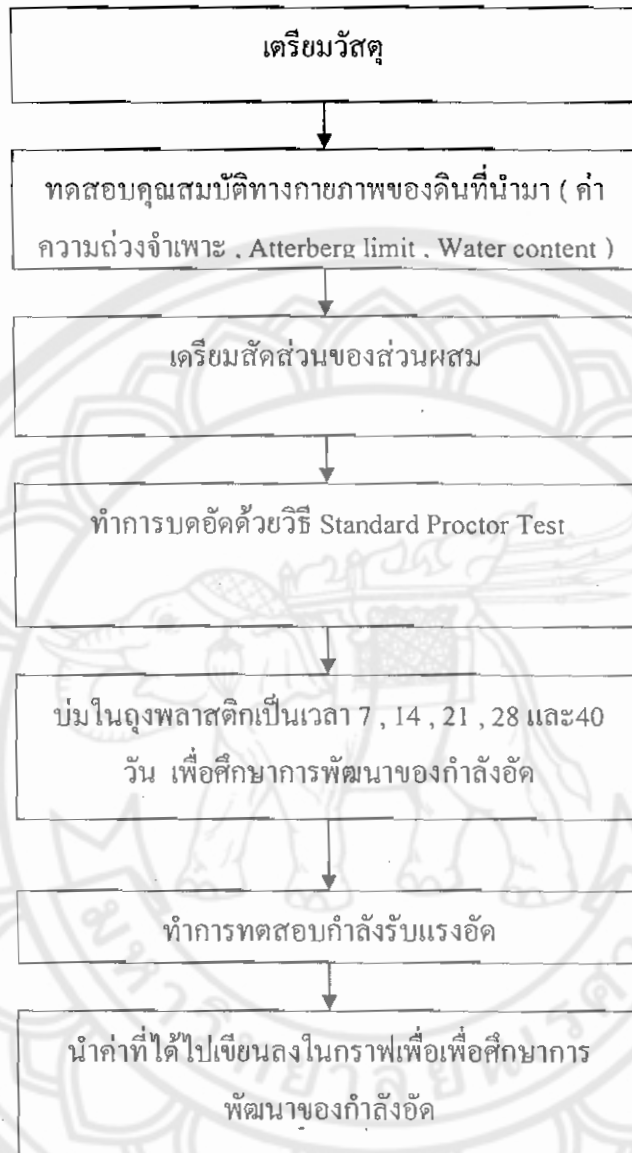 เตรียมวัสดุ
ทดสอบคุณสมบัติทางกายภาพของดินที่นำมา ( ค่า
ความถ่วงจำเพาะ , Atterberg limit , Water content )
เตรียมสัดส่วนของส่วนผสม
ทำการบดอัดด้วยวิธี Standard Proctor Test
บ่มในถุงพลาสติกเป็นเวลา 7 , 14 , 21 , 28 และ40
วัน เพื่อศึกษาการพัฒนาของกำลังอัด
ทำการทดสอบกำลังรับแรงอัด
นำค่าที่ได้ไปเขียนลงในกราฟเพื่อเพื่อศึกษาการ
พัฒนาของกำลังอัด